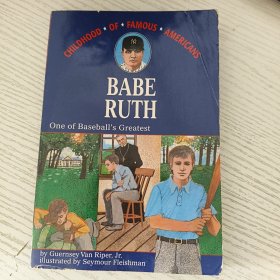 CHILDHOOD • OF • FAMOUS • AMERICANS
BABE
RUTH
One of Baseball's Greatest
by Guernsey Van Riper, Jr.
illustrated by Seymour Fleishman